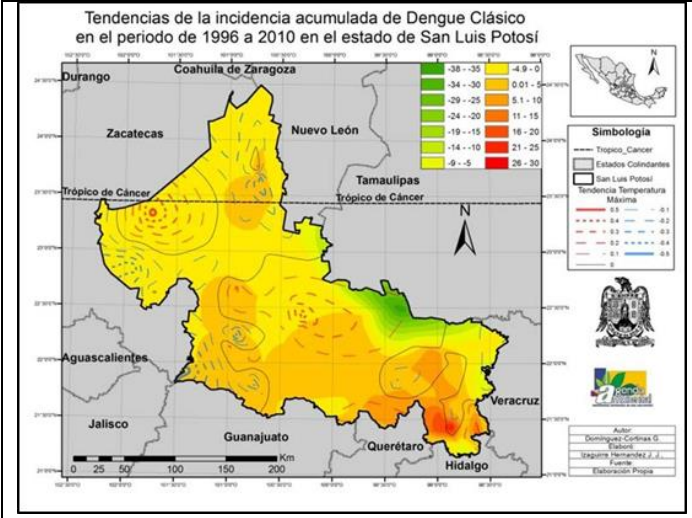 Tendencias de la incidencia acumulada de Dengue Clásico
en el periodo de 1996 a 2010 en el estado de San Luis Potosí
Durango
Coahuila de Zaragoza
Zacatecas
Nuevo León
Tamaulipas
Trópico de Cáncer
Trópico de Cáncer
N
Aguascalientes
Jalisco
Guanajuato
Querétaro
Hidalgo
Veracruz
0 25 50 100 150 200 Km
-38 - -35
-34 - -30
-29 - -25
-24 - -20
-19 - -15
-14 - -10
-9 - -5
-4.9 - 0
0.01 - 5
5.1 - 10
11 - 15
16 - 20
21 - 25
26 - 30
N
Simbología
Tropico_Cancer
Estados Colindantes
San Luis Potosí
Tendencia Temperatura
Máxima
0.5 -0.1
0.4 -0.2
0.3 -0.3
0.2 -0.4
0.1 -0.5
0
Agenda
Ambiental
Autor:
Domínguez-Cortinas G.
Elaboró:
Izaguirre Hernandez J. J.
Fuente:
Elaboración Propia